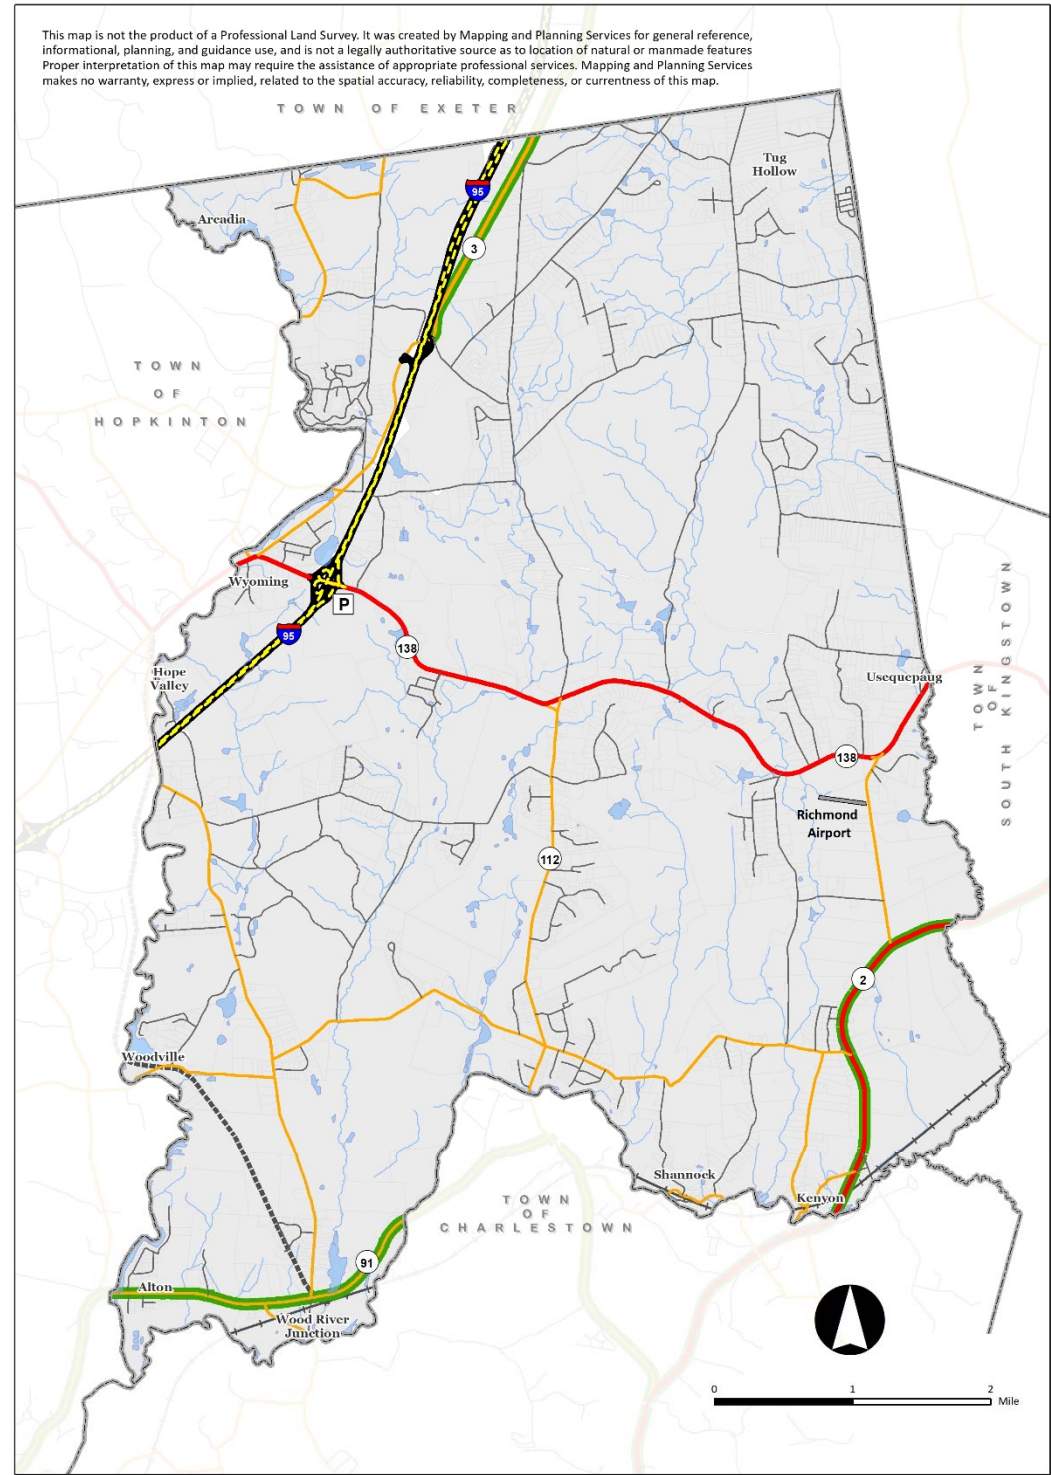 This map is not the product of a Professional Land Survey. It was created by Mapping and Planning Services for general reference,
informational, planning, and guidance use, and is not a legally authoritative source as to location of natural or manmade features
Proper interpretation of this map may require the assistance of appropriate professional services. Mapping and Planning Services
makes no warranty, express or implied, related to the spatial accuracy, reliability, completeness, or currentness of this map.
TOWN OF EXETER
Tug
Hollow
95
Arcadia
3
TOWN
OF
HOPKINTON
Wyoming
P
95
138
Hope
Valley
Usequepaug
TOWN
OF
SOUTH KINGSTOWN
138
Richmond
Airport
112
2
Woodville
Shannock
Kenyon
TOWN
OF
CHARLESTOWN
91
Alton
Wood River
Junction
0 1 2
Mile